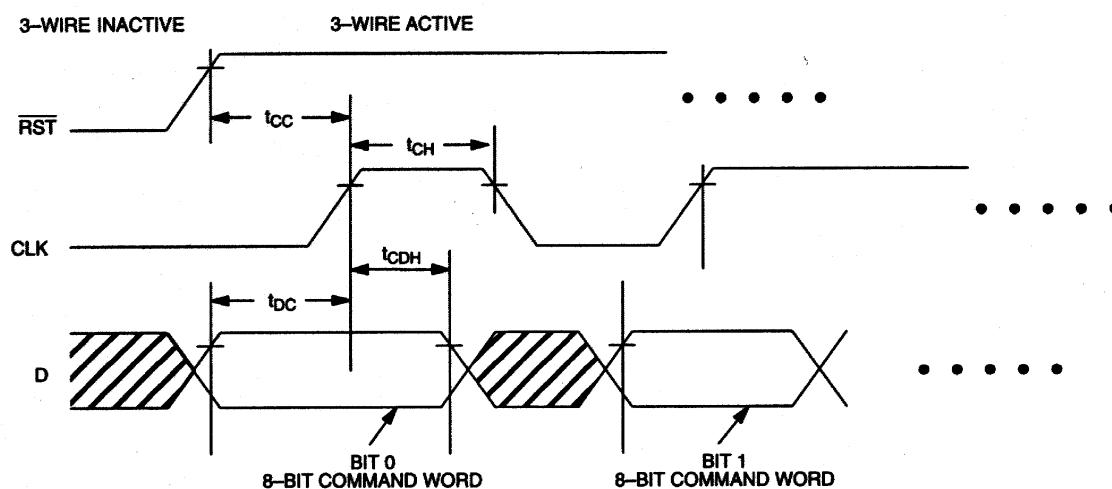 3–WIRE INACTIVE
3–WIRE ACTIVE
RST
tCC
tCH
CLK
tCDH
tDC
D
BIT 0
8–BIT COMMAND WORD
BIT 1
8–BIT COMMAND WORD